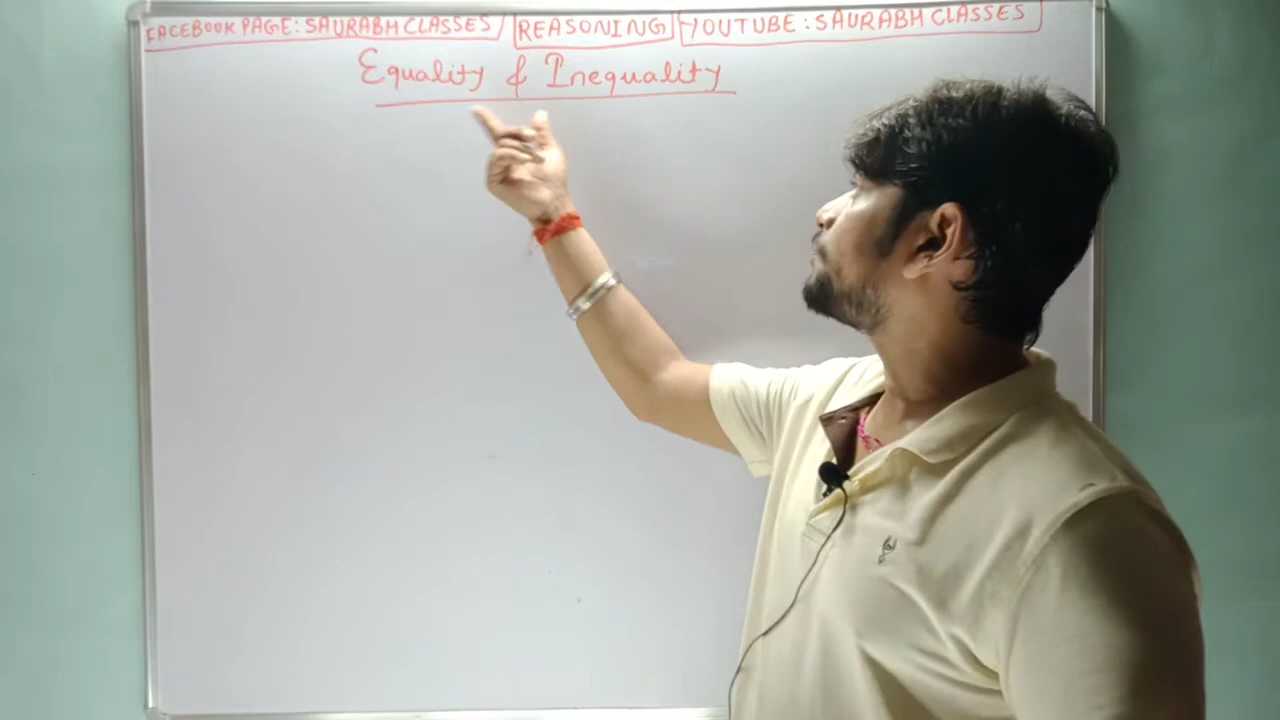 FACEBOOK PAGE: SAURABH CLASSES REASONING YOUTUBE: SAURABH CLASSES
Equality & Inequality